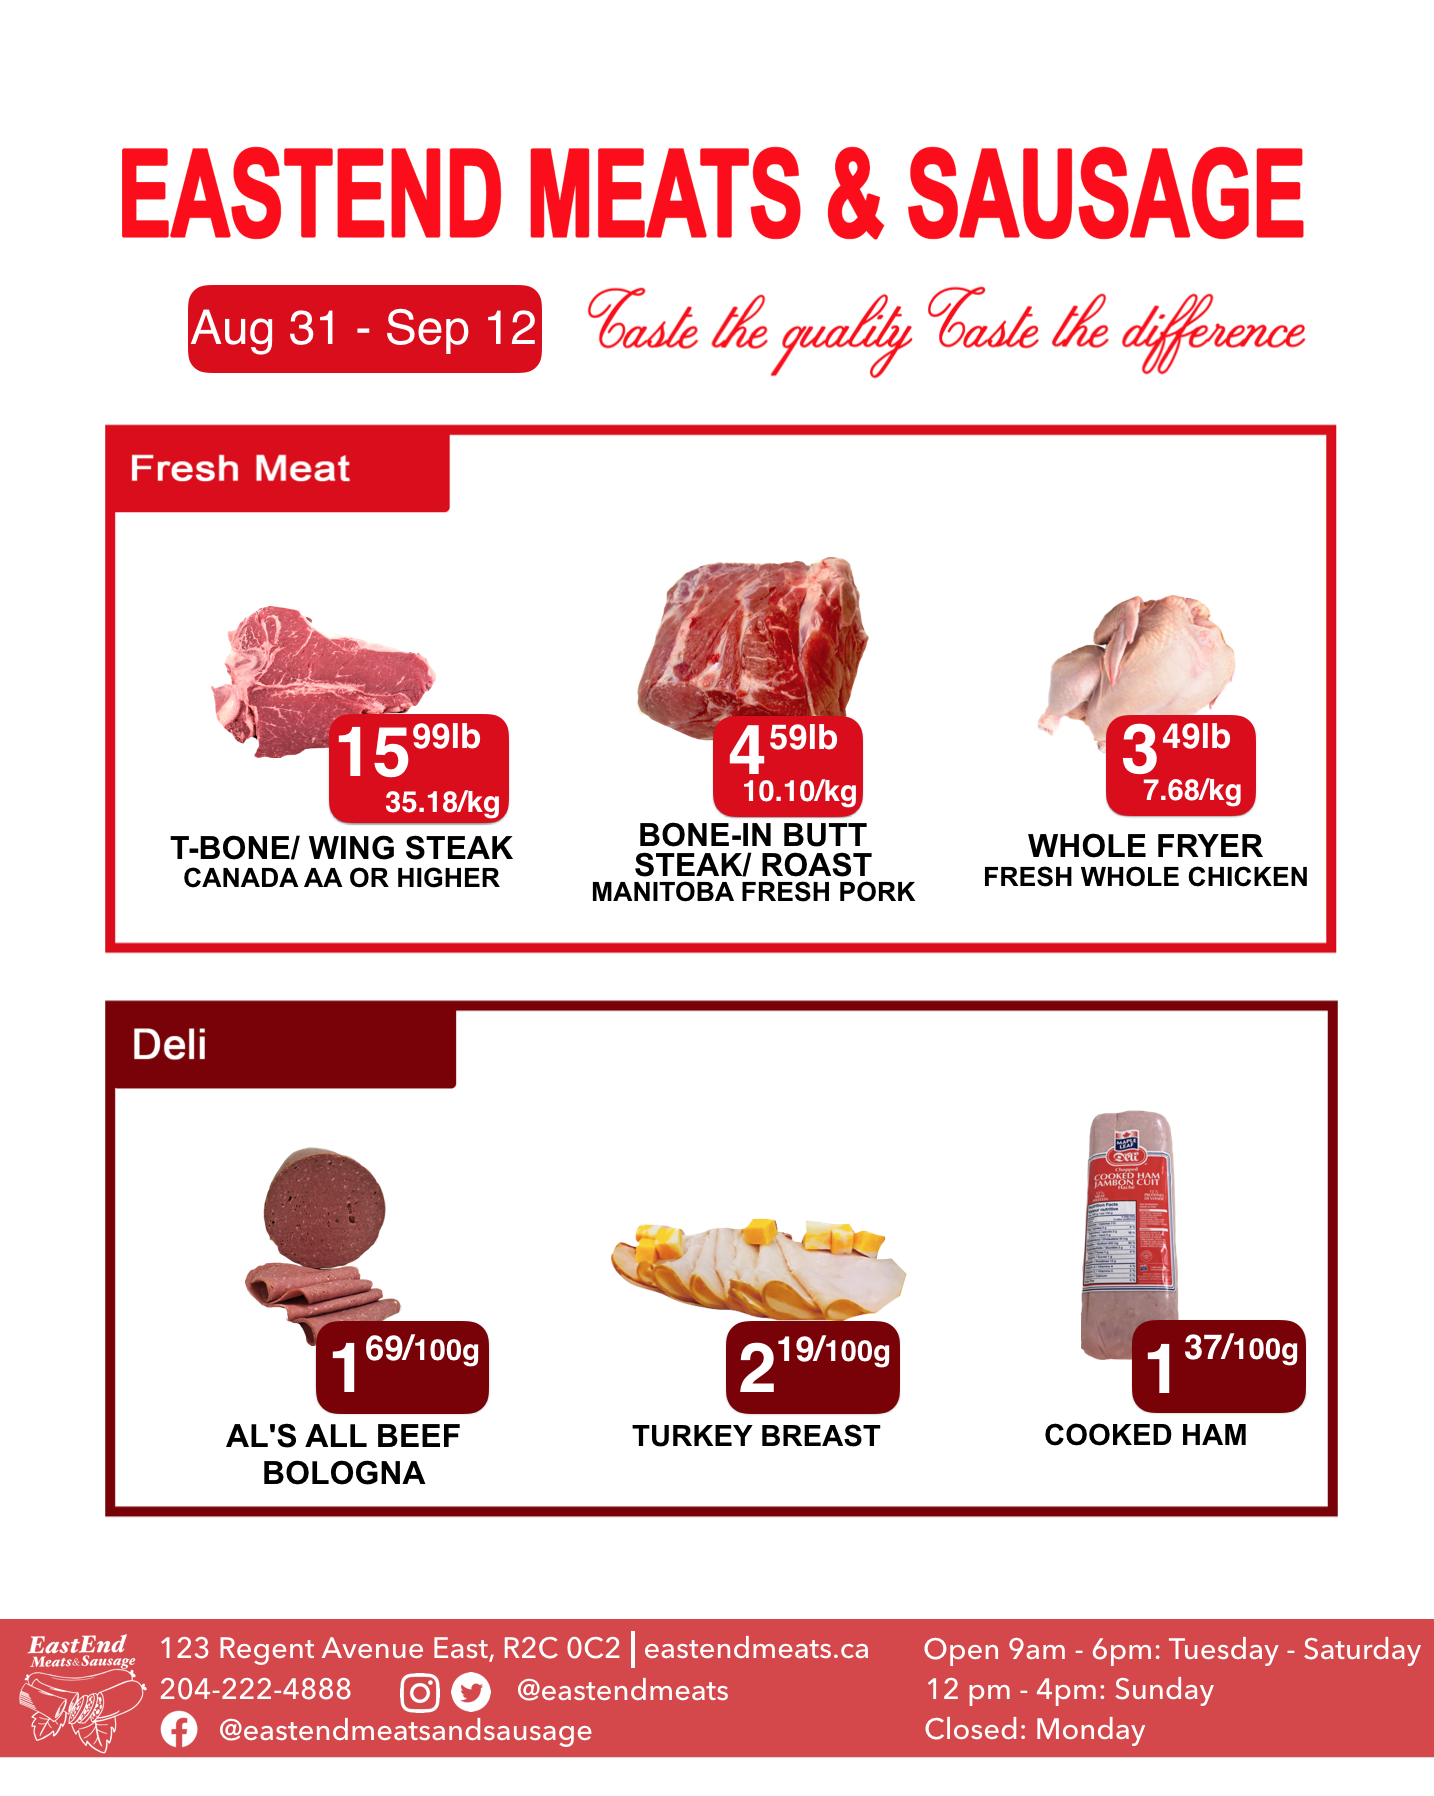 EASTEND MEATS & SAUSAGE
Aug 31 - Sep 12
Taste the quality Taste the difference
Fresh Meat
15 99lb
35.18/kg
T-BONE/ WING STEAK
CANADA AA OR HIGHER
4 59lb
10.10/kg
BONE-IN BUTT
STEAK/ ROAST
MANITOBA FRESH PORK
3 49lb
7.68/kg
WHOLE FRYER
FRESH WHOLE CHICKEN
Deli
1 69/100g
AL'S ALL BEEF
BOLOGNA
2 19/100g
TURKEY BREAST
MAPLE
LEAF
Deli
Chopped
COOKED HAM
JAMBON CUIT
Haché
1 37/100g
COOKED HAM
EastEnd
Meats&Sausage
123 Regent Avenue East, R2C 0C2 | eastendmeats.ca
204-222-4888
@eastendmeats
@eastendmeatsandsausage
Open 9am - 6pm: Tuesday - Saturday
12 pm - 4pm: Sunday
Closed: Monday